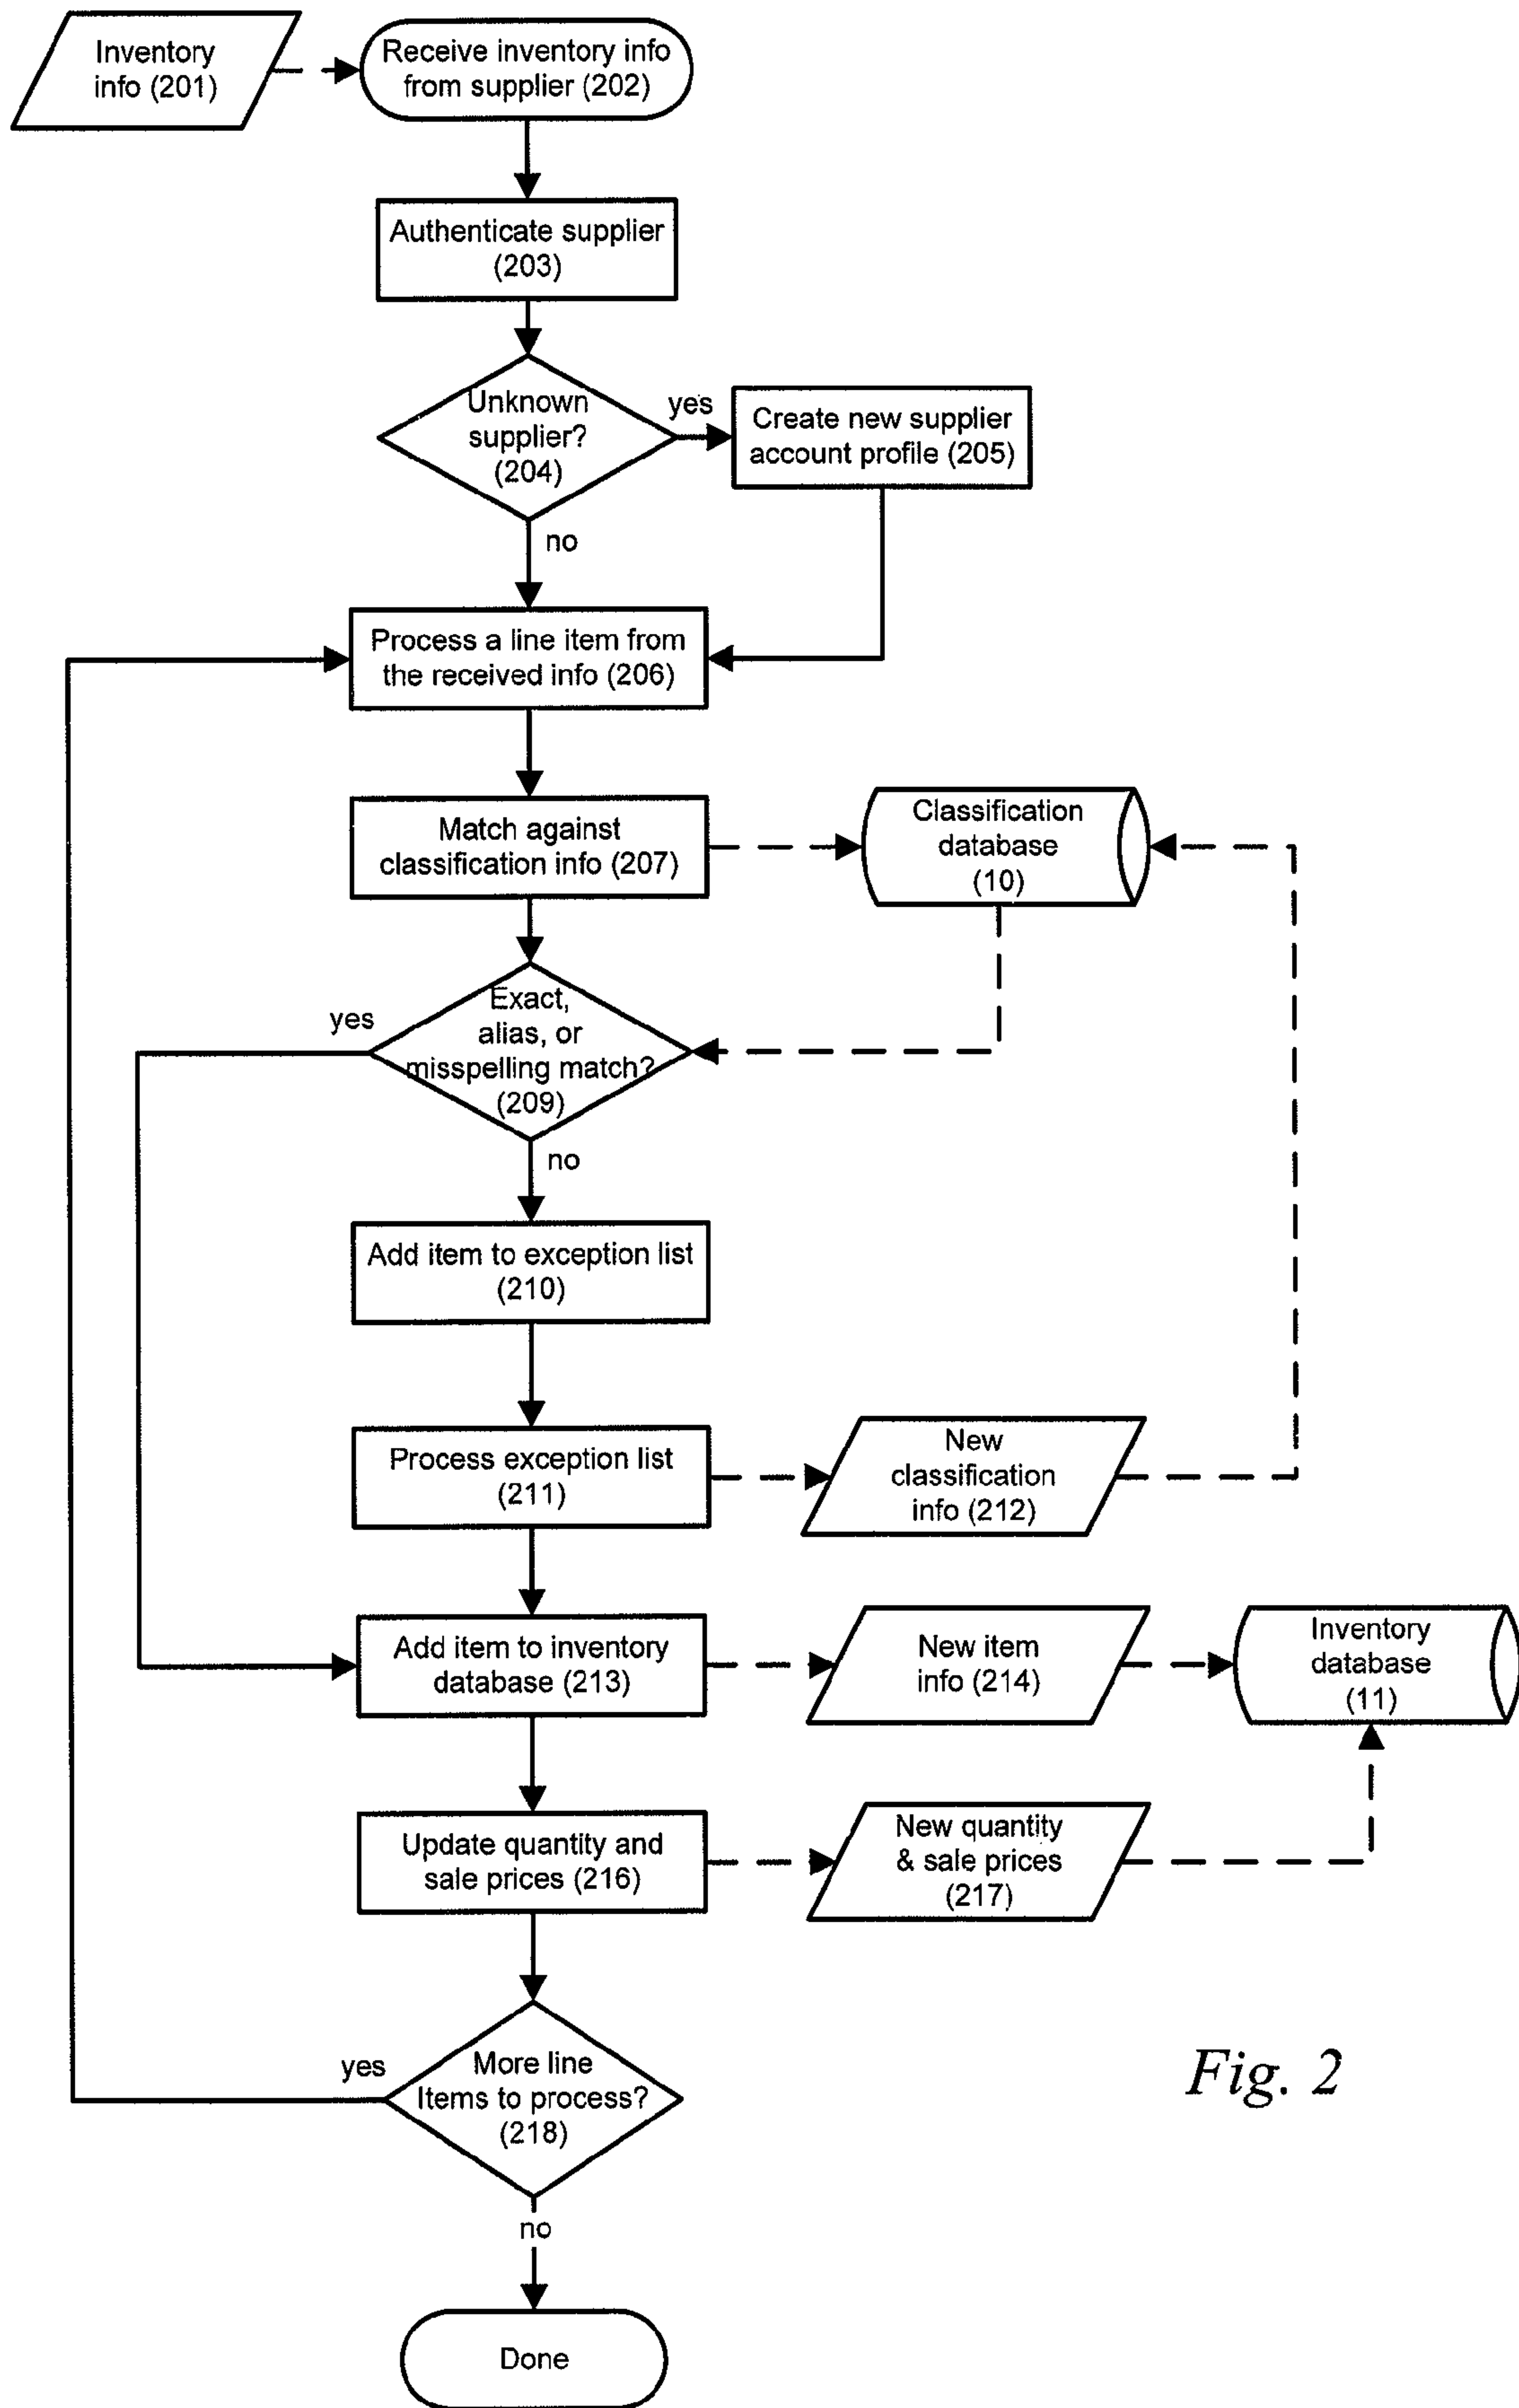 Inventory
info (201)
Receive inventory info
from supplier (202)
Authenticate supplier
(203)
Unknown
supplier?
(204)
yes
Create new supplier
account profile (205)
no
Process a line item from
the received info (206)
Match against
classification info (207)
Classification
database
(10)
yes
Exact,
alias, or
misspelling match?
(209)
no
Add item to exception list
(210)
Process exception list
(211)
New
classification
info (212)
Add item to inventory
database (213)
New item
info (214)
Inventory
database
(11)
Update quantity and
sale prices (216)
New quantity
& sale prices
(217)
yes
More line
Items to process?
(218)
Fig. 2
no
Done